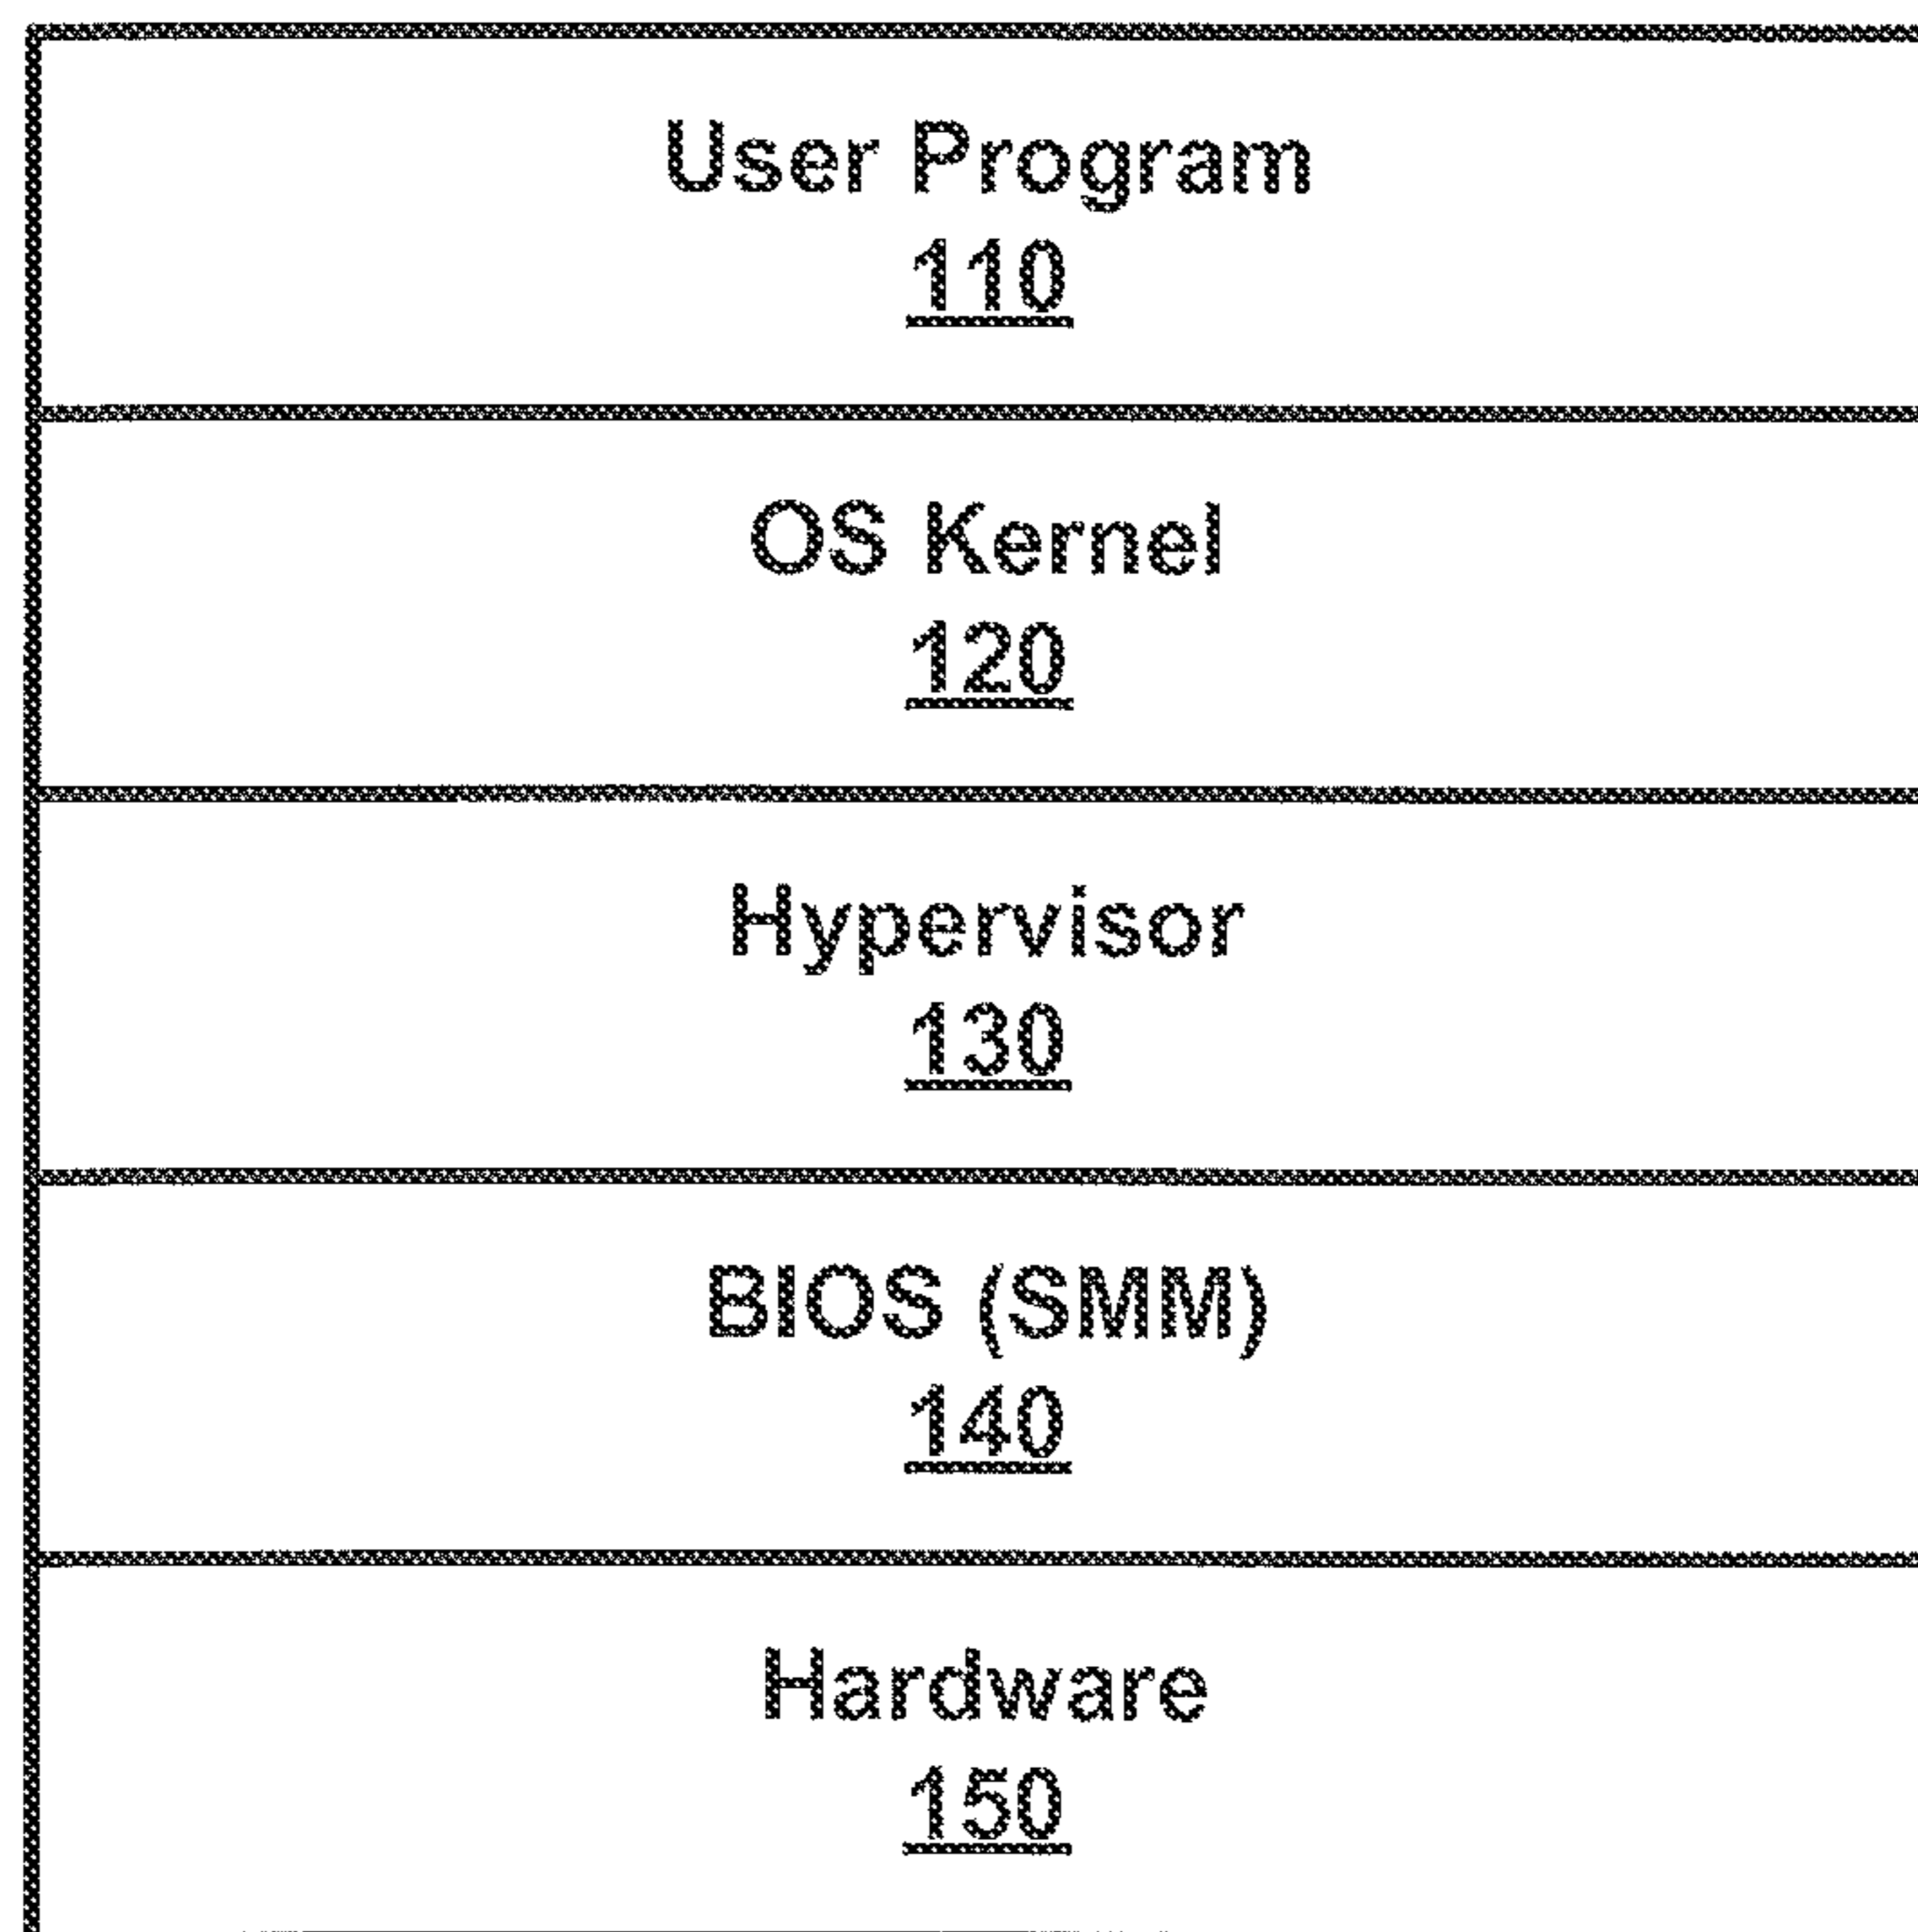 User Program
110
OS Kernel
120
Hypervisor
130
BIOS (SMM)
140
Hardware
150